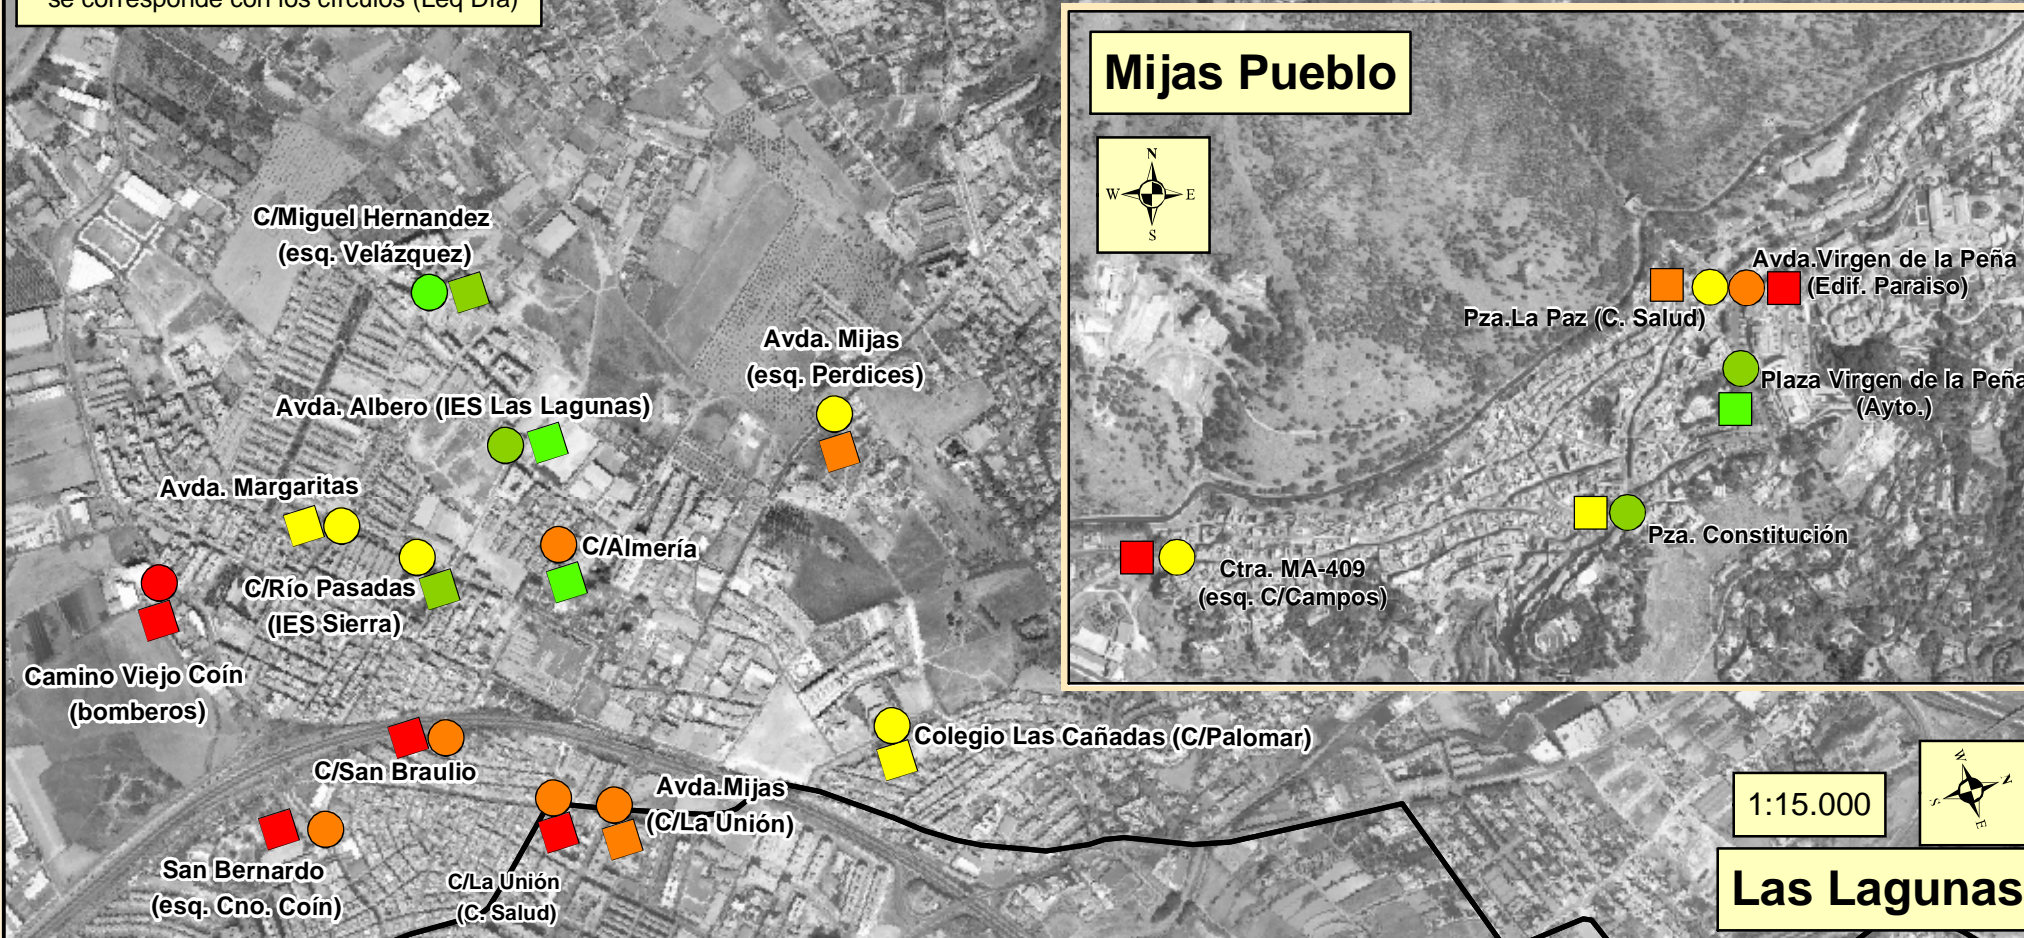 se corresponde con los círculos (Leq Día)
Mijas Pueblo
N
W E
S
C/Miguel Hernandez
(esq. Velázquez)
Avda.Virgen de la Peña
(Edif. Paraiso)
Pza.La Paz (C. Salud)
Avda. Mijas
(esq. Perdices)
Plaza Virgen de la Peña
(Ayto.)
Avda. Albero (IES Las Lagunas)
Avda. Margaritas
Pza. Constitución
C/Almería
Ctra. MA-409
(esq. C/Campos)
C/Río Pasadas
(IES Sierra)
Camino Viejo Coín
(bomberos)
Colegio Las Cañadas (C/Palomar)
C/San Braulio
Avda.Mijas
(C/La Unión)
W
N
S
E
1:15.000
San Bernardo
(esq. Cno. Coín)
C/La Unión
(C. Salud)
Las Lagunas